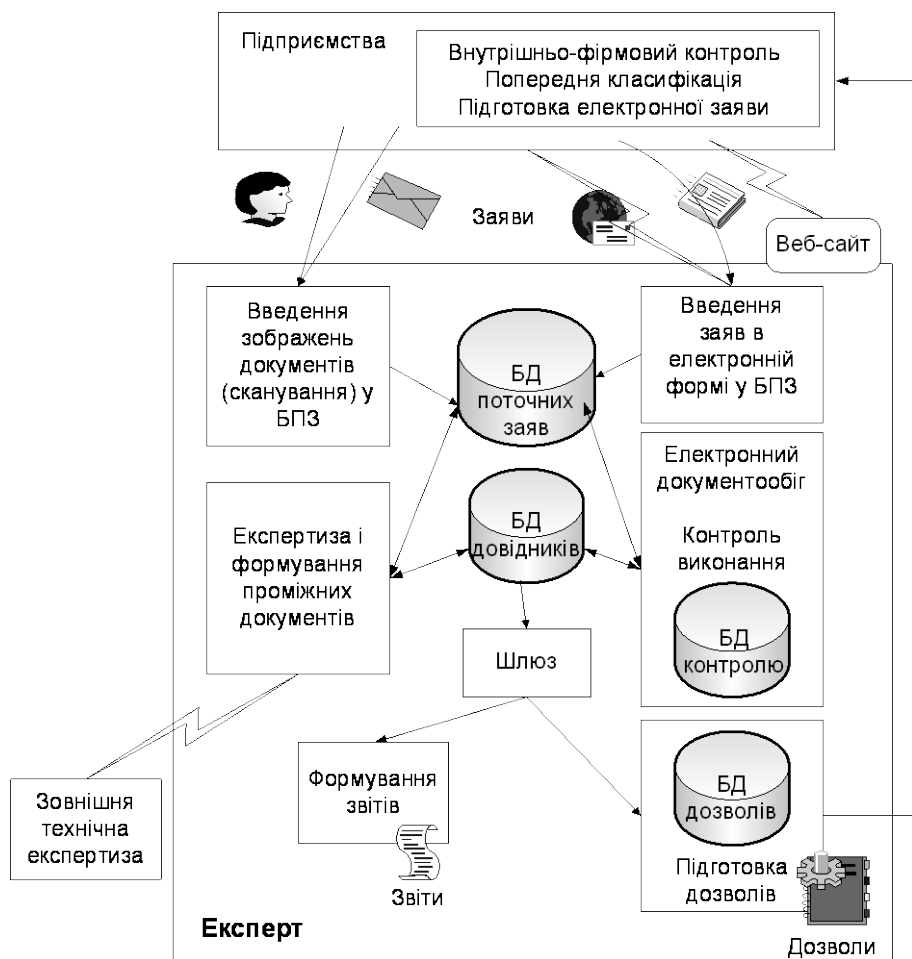 Підприємства
Внутрішньо-фірмовий контроль
Попередня класифікація
Підготовка електронної заяви
Заяви
Веб-сайт
Введення
зображень
документів
(сканування) у
БПЗ
БД
поточних
заяв
Введення
заяв в
електронній
формі у БПЗ
Експертиза і
формування
проміжних
документів
БД
довідників
Електронний
документообіг
Контроль
виконання
БД
контролю
Шлюз
Формування
звітів
Звіти
БД
дозволів
Підготовка
дозволів
Дозволи
Зовнішня
технічна
експертиза
Експерт